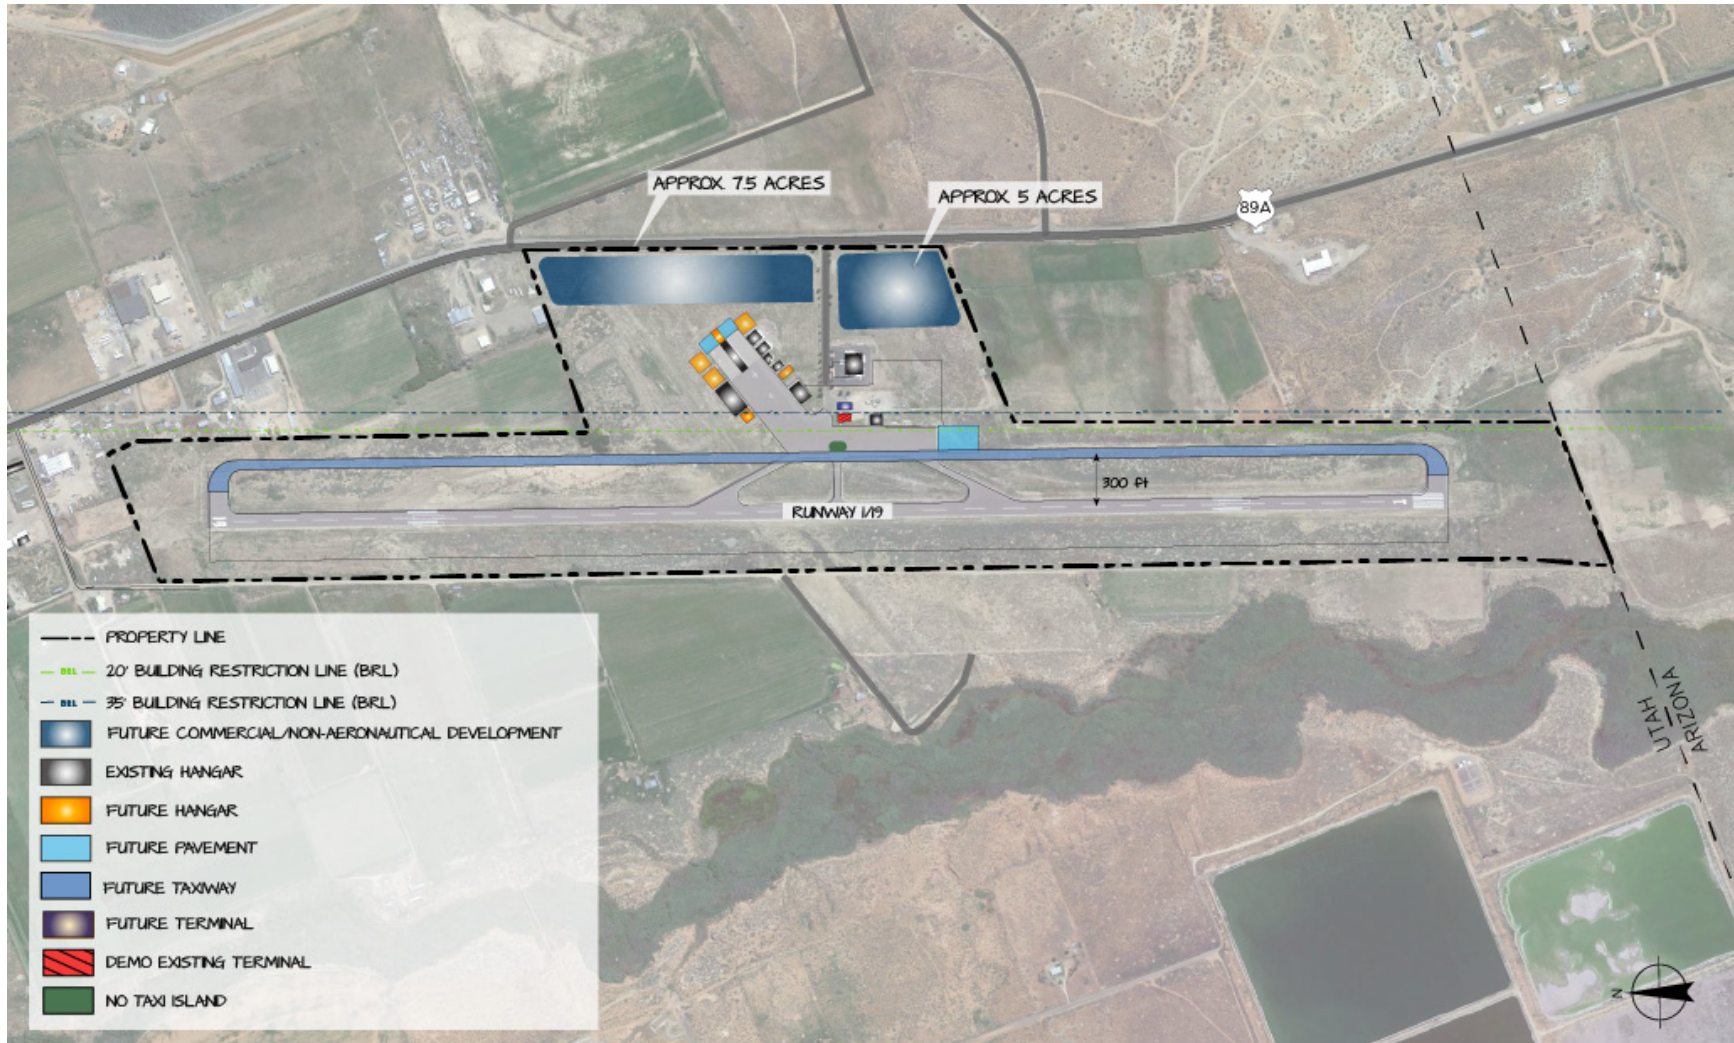 APPROX. 7.5 ACRES
APPROX. 5 ACRES
89A
300 ft
RUNWAY 1/19
PROPERTY LINE
BRL
20' BUILDING RESTRICTION LINE (BRL)
BRL
35' BUILDING RESTRICTION LINE (BRL)
FUTURE COMMERCIAL/NON-AERONAUTICAL DEVELOPMENT
EXISTING HANGAR
FUTURE HANGAR
FUTURE PAVEMENT
FUTURE TAXIWAY
FUTURE TERMINAL
DEMO EXISTING TERMINAL
NO TAXI ISLAND
UTAH
ARIZONA
N